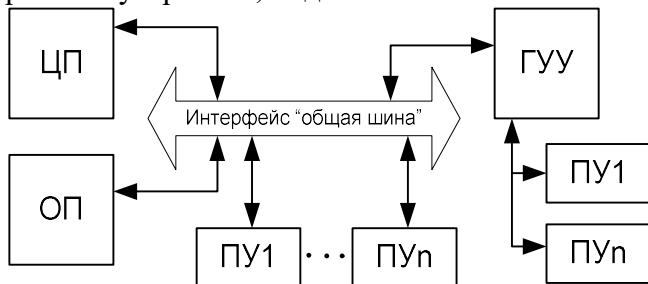 ЦП
ГУУ
Интерфейс “общая шина”
ОП
ПУ1
ПУ1
. . .
ПУn
ПУn